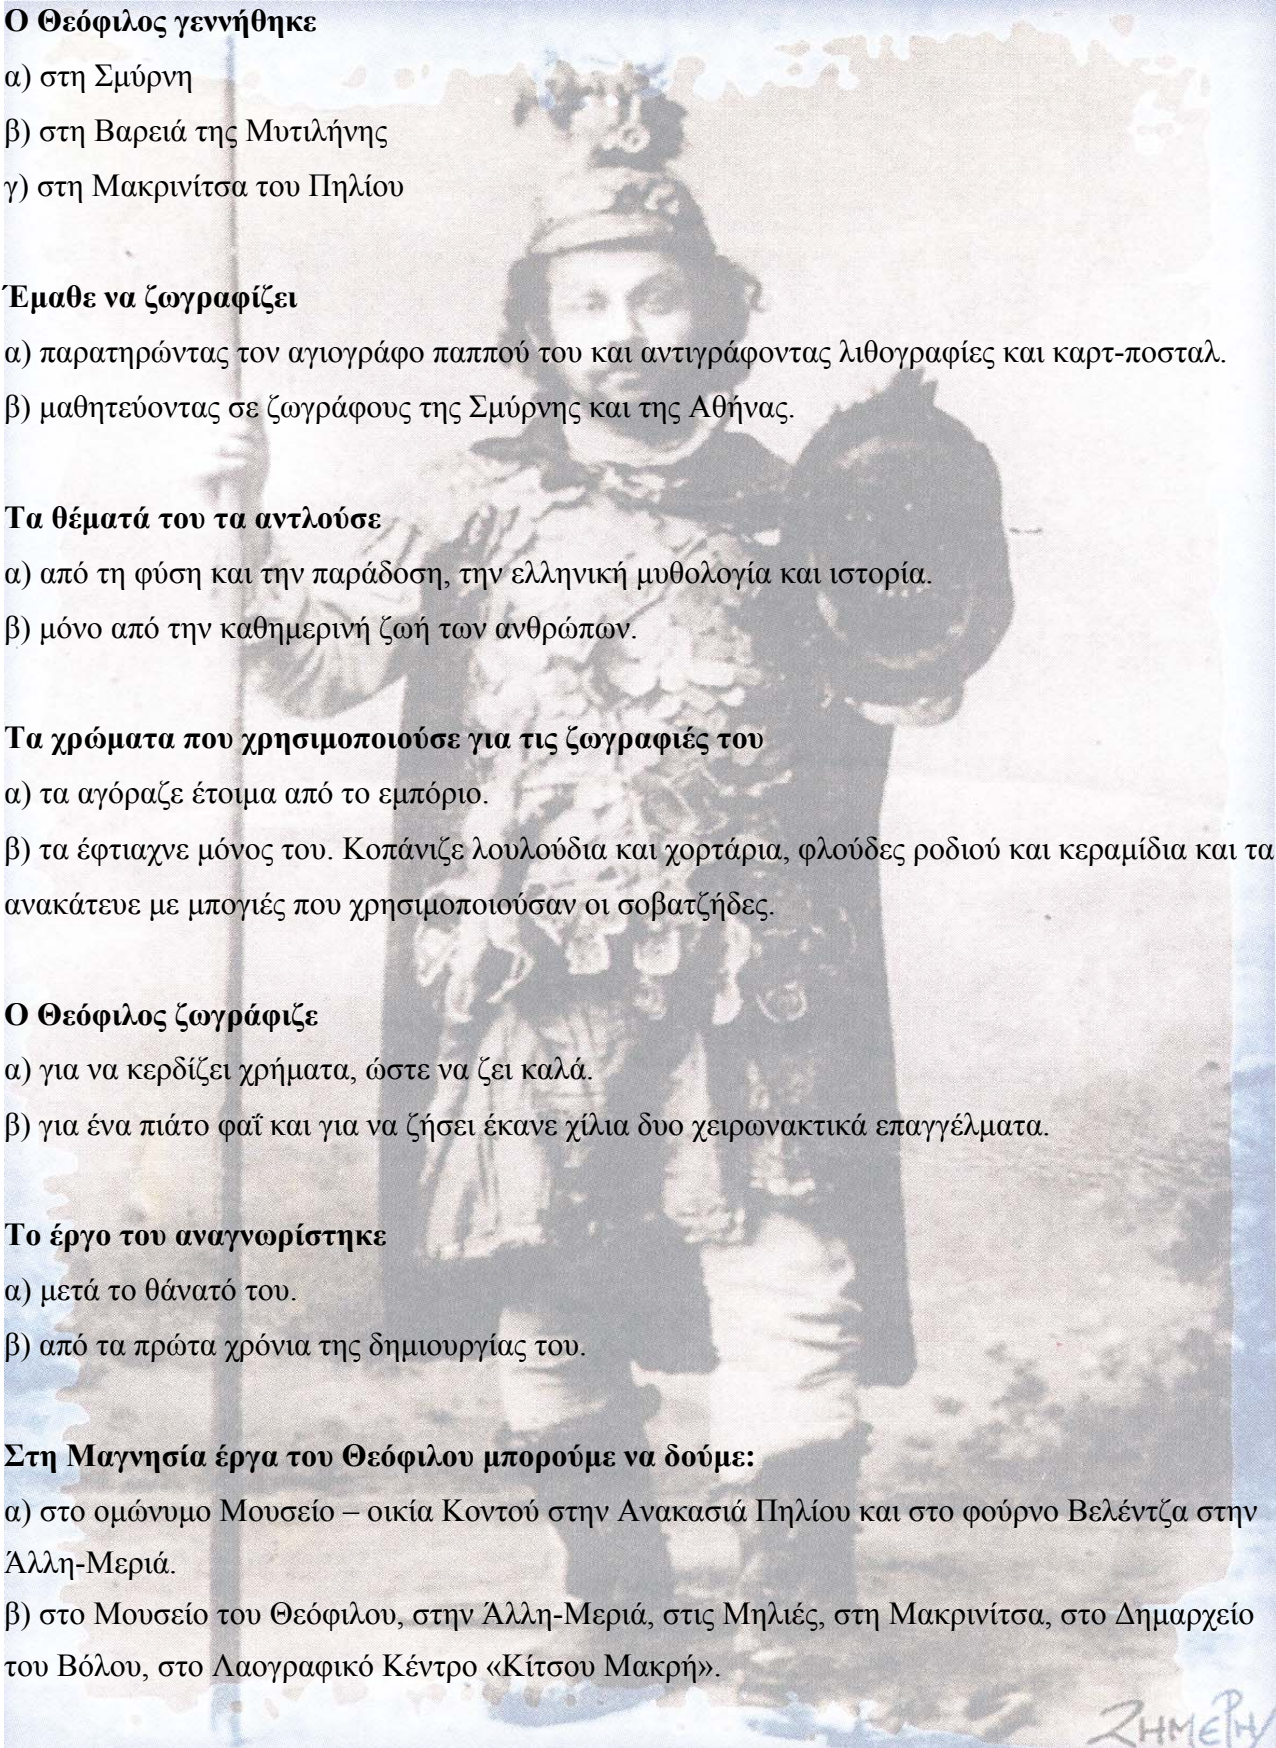 Ο Θεόφιλος γεννήθηκε
α) στη Σμύρνη
β) στη Βαρειά της Μυτιλήνης
γ) στη Μακρινίτσα του Πηλίου
Έμαθε να ζωγραφίζει
α) παρατηρώντας τον αγιογράφο παππού του και αντιγράφοντας λιθογραφίες και καρτ-ποσταλ.
β) μαθητεύοντας σε ζωγράφους της Σμύρνης και της Αθήνας.
Τα θέματά του τα αντλούσε
α) από τη φύση και την παράδοση, την ελληνική μυθολογία και ιστορία.
β) μόνο από την καθημερινή ζωή των ανθρώπων.
Τα χρώματα που χρησιμοποιούσε για τις ζωγραφιές του
α) τα αγόραζε έτοιμα από το εμπόριο.
β) τα έφτιαχνε μόνος του. Κοπάνιζε λουλούδια και χορτάρια, φλούδες ροδιού και κεραμίδια και τα
ανακάτευε με μπογιές που χρησιμοποιούσαν οι σοβατζήδες.
Ο Θεόφιλος ζωγράφιζε
α) για να κερδίζει χρήματα, ώστε να ζει καλά.
β) για ένα πιάτο φαΐ και για να ζήσει έκανε χίλια δυο χειρωνακτικά επαγγέλματα.
Το έργο του αναγνωρίστηκε
α) μετά το θάνατό του.
β) από τα πρώτα χρόνια της δημιουργίας του.
Στη Μαγνησία έργα του Θεόφιλου μπορούμε να δούμε:
α) στο ομώνυμο Μουσείο – οικία Κοντού στην Ανακασιά Πηλίου και στο φούρνο Βελέντζα στην
Άλλη-Μεριά.
β) στο Μουσείο του Θεόφιλου, στην Άλλη-Μεριά, στις Μηλιές, στη Μακρινίτσα, στο Δημαρχείο
του Βόλου, στο Λαογραφικό Κέντρο «Κίτσου Μακρή».
ΖΗΜΕΡΗ